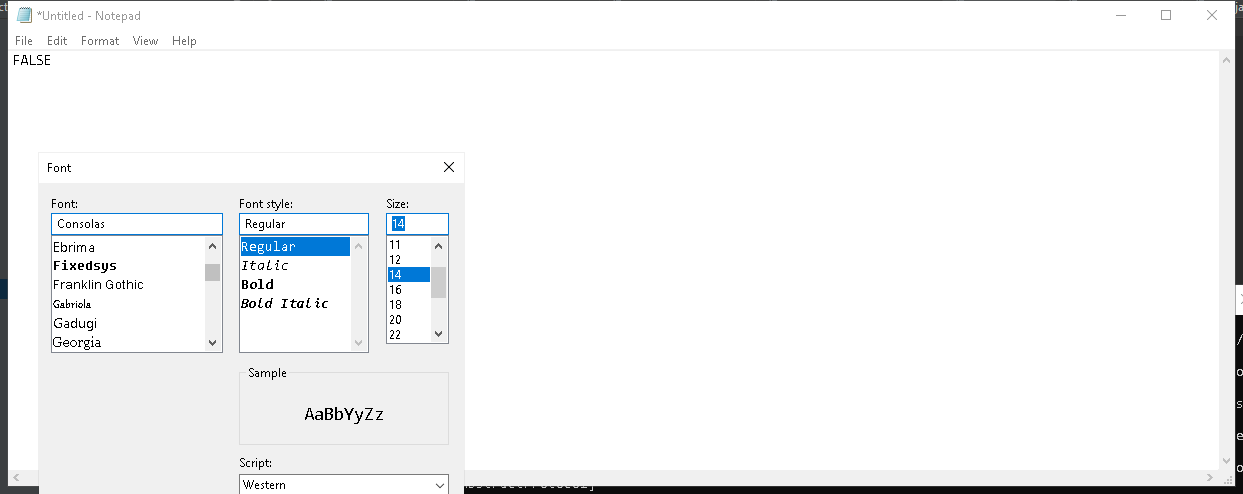 *Untitled - Notepad
File Edit Format View Help
FALSE
Font
Font: Font style: Size:
Consolas Regular 14
Ebrima
Fixedsys
Franklin Gothic
Gabriola
Gadugi
Georgia
Regular
Italic
Bold
Bold Italic
11
12
14
16
18
20
22
Sample
AaBbYyZz
Script:
Western